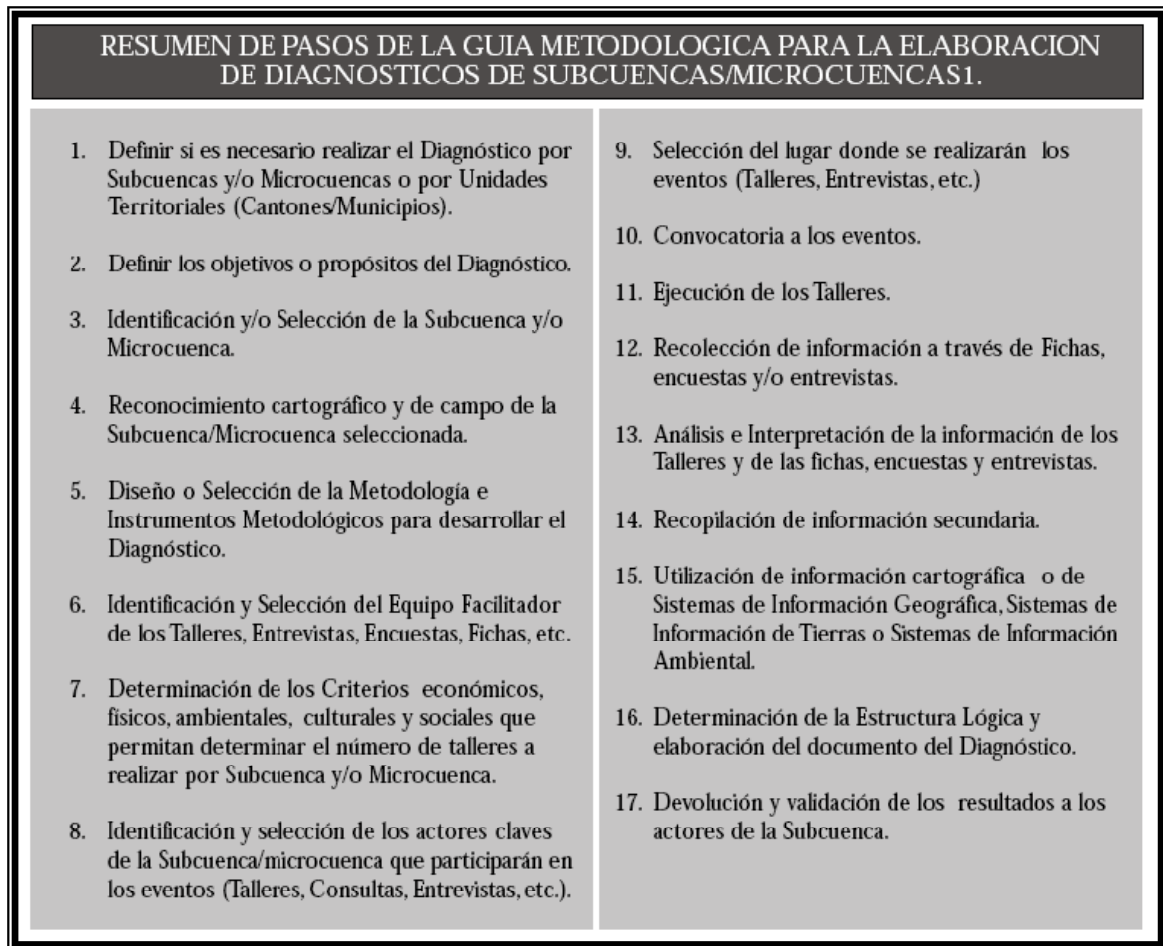 RESUMEN DE PASOS DE LA GUIA METODOLOGICA PARA LA ELABORACION
DE DIAGNOSTICOS DE SUBCUENCAS/MICROCUENCAS1.
1. Definir si es necesario realizar el Diagnóstico por
Subcuencas y/o Microcuencas o por Unidades
Territoriales (Cantones/Municipios).
2. Definir los objetivos o propósitos del Diagnóstico.
3. Identificación y/o Selección de la Subcuenca y/o
Microcuenca.
4. Reconocimiento cartográfico y de campo de la
Subcuenca/Microcuenca seleccionada.
5. Diseño o Selección de la Metodología e
Instrumentos Metodológicos para desarrollar el
Diagnóstico.
6. Identificación y Selección del Equipo Facilitador
de los Talleres, Entrevistas, Encuestas, Fichas, etc.
7. Determinación de los Criterios económicos,
físicos, ambientales, culturales y sociales que
permitan determinar el número de talleres a
realizar por Subcuenca y/o Microcuenca.
8. Identificación y selección de los actores claves
de la Subcuenca/microcuenca que participarán en
los eventos (Talleres, Consultas, Entrevistas, etc.).
9. Selección del lugar donde se realizarán los
eventos (Talleres, Entrevistas, etc.)
10. Convocatoria a los eventos.
11. Ejecución de los Talleres.
12. Recolección de información a través de Fichas,
encuestas y/o entrevistas.
13. Análisis e Interpretación de la información de los
Talleres y de las fichas, encuestas y entrevistas.
14. Recopilación de información secundaria.
15. Utilización de información cartográfica o de
Sistemas de Información Geográfica, Sistemas de
Información de Tierras o Sistemas de Información
Ambiental.
16. Determinación de la Estructura Lógica y
elaboración del documento del Diagnóstico.
17. Devolución y validación de los resultados a los
actores de la Subcuenca.